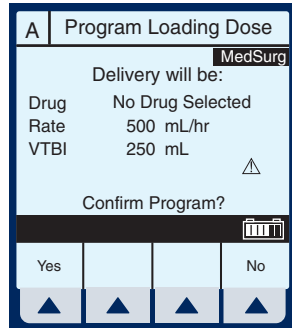 A Program Loading Dose
MedSurg
Delivery will be:
Drug No Drug Selected
Rate 500 mL/hr
VTBI 250 mL
Confirm Program?
Yes No